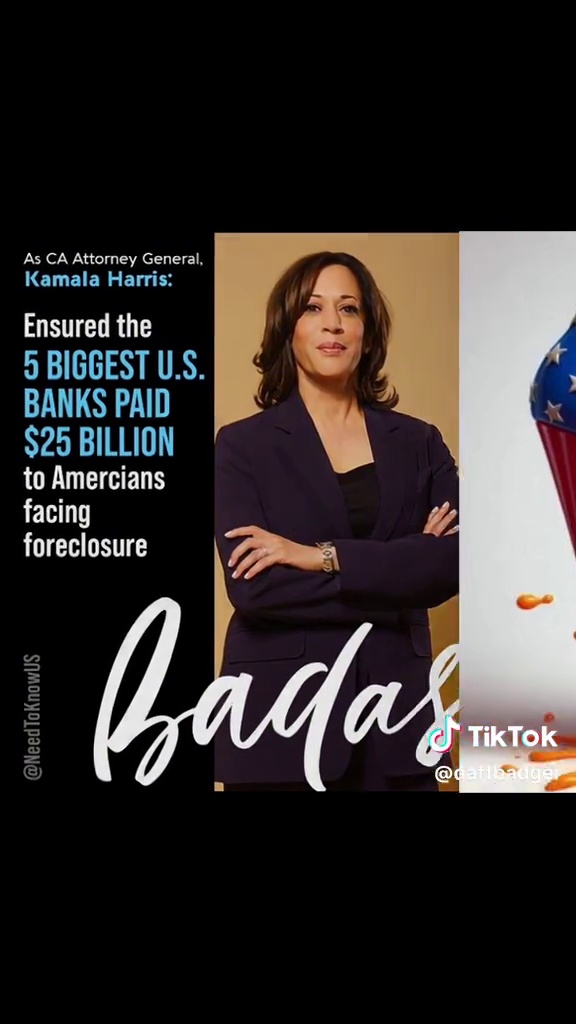 As CA Attorney General,
Kamala Harris:
Ensured the
5 BIGGEST U.S.
BANKS PAID
$25 BILLION
to Amercians
facing
foreclosure
Badas
@NeedToKnowUS
TikTok